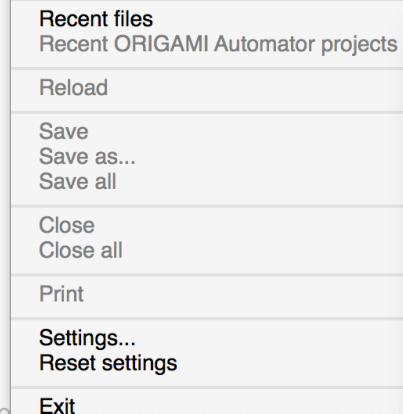 Recent files
Recent ORIGAMI Automator projects
Reload
Save
Save as...
Save all
Close
Close all
Print
Settings...
Reset settings
Exit